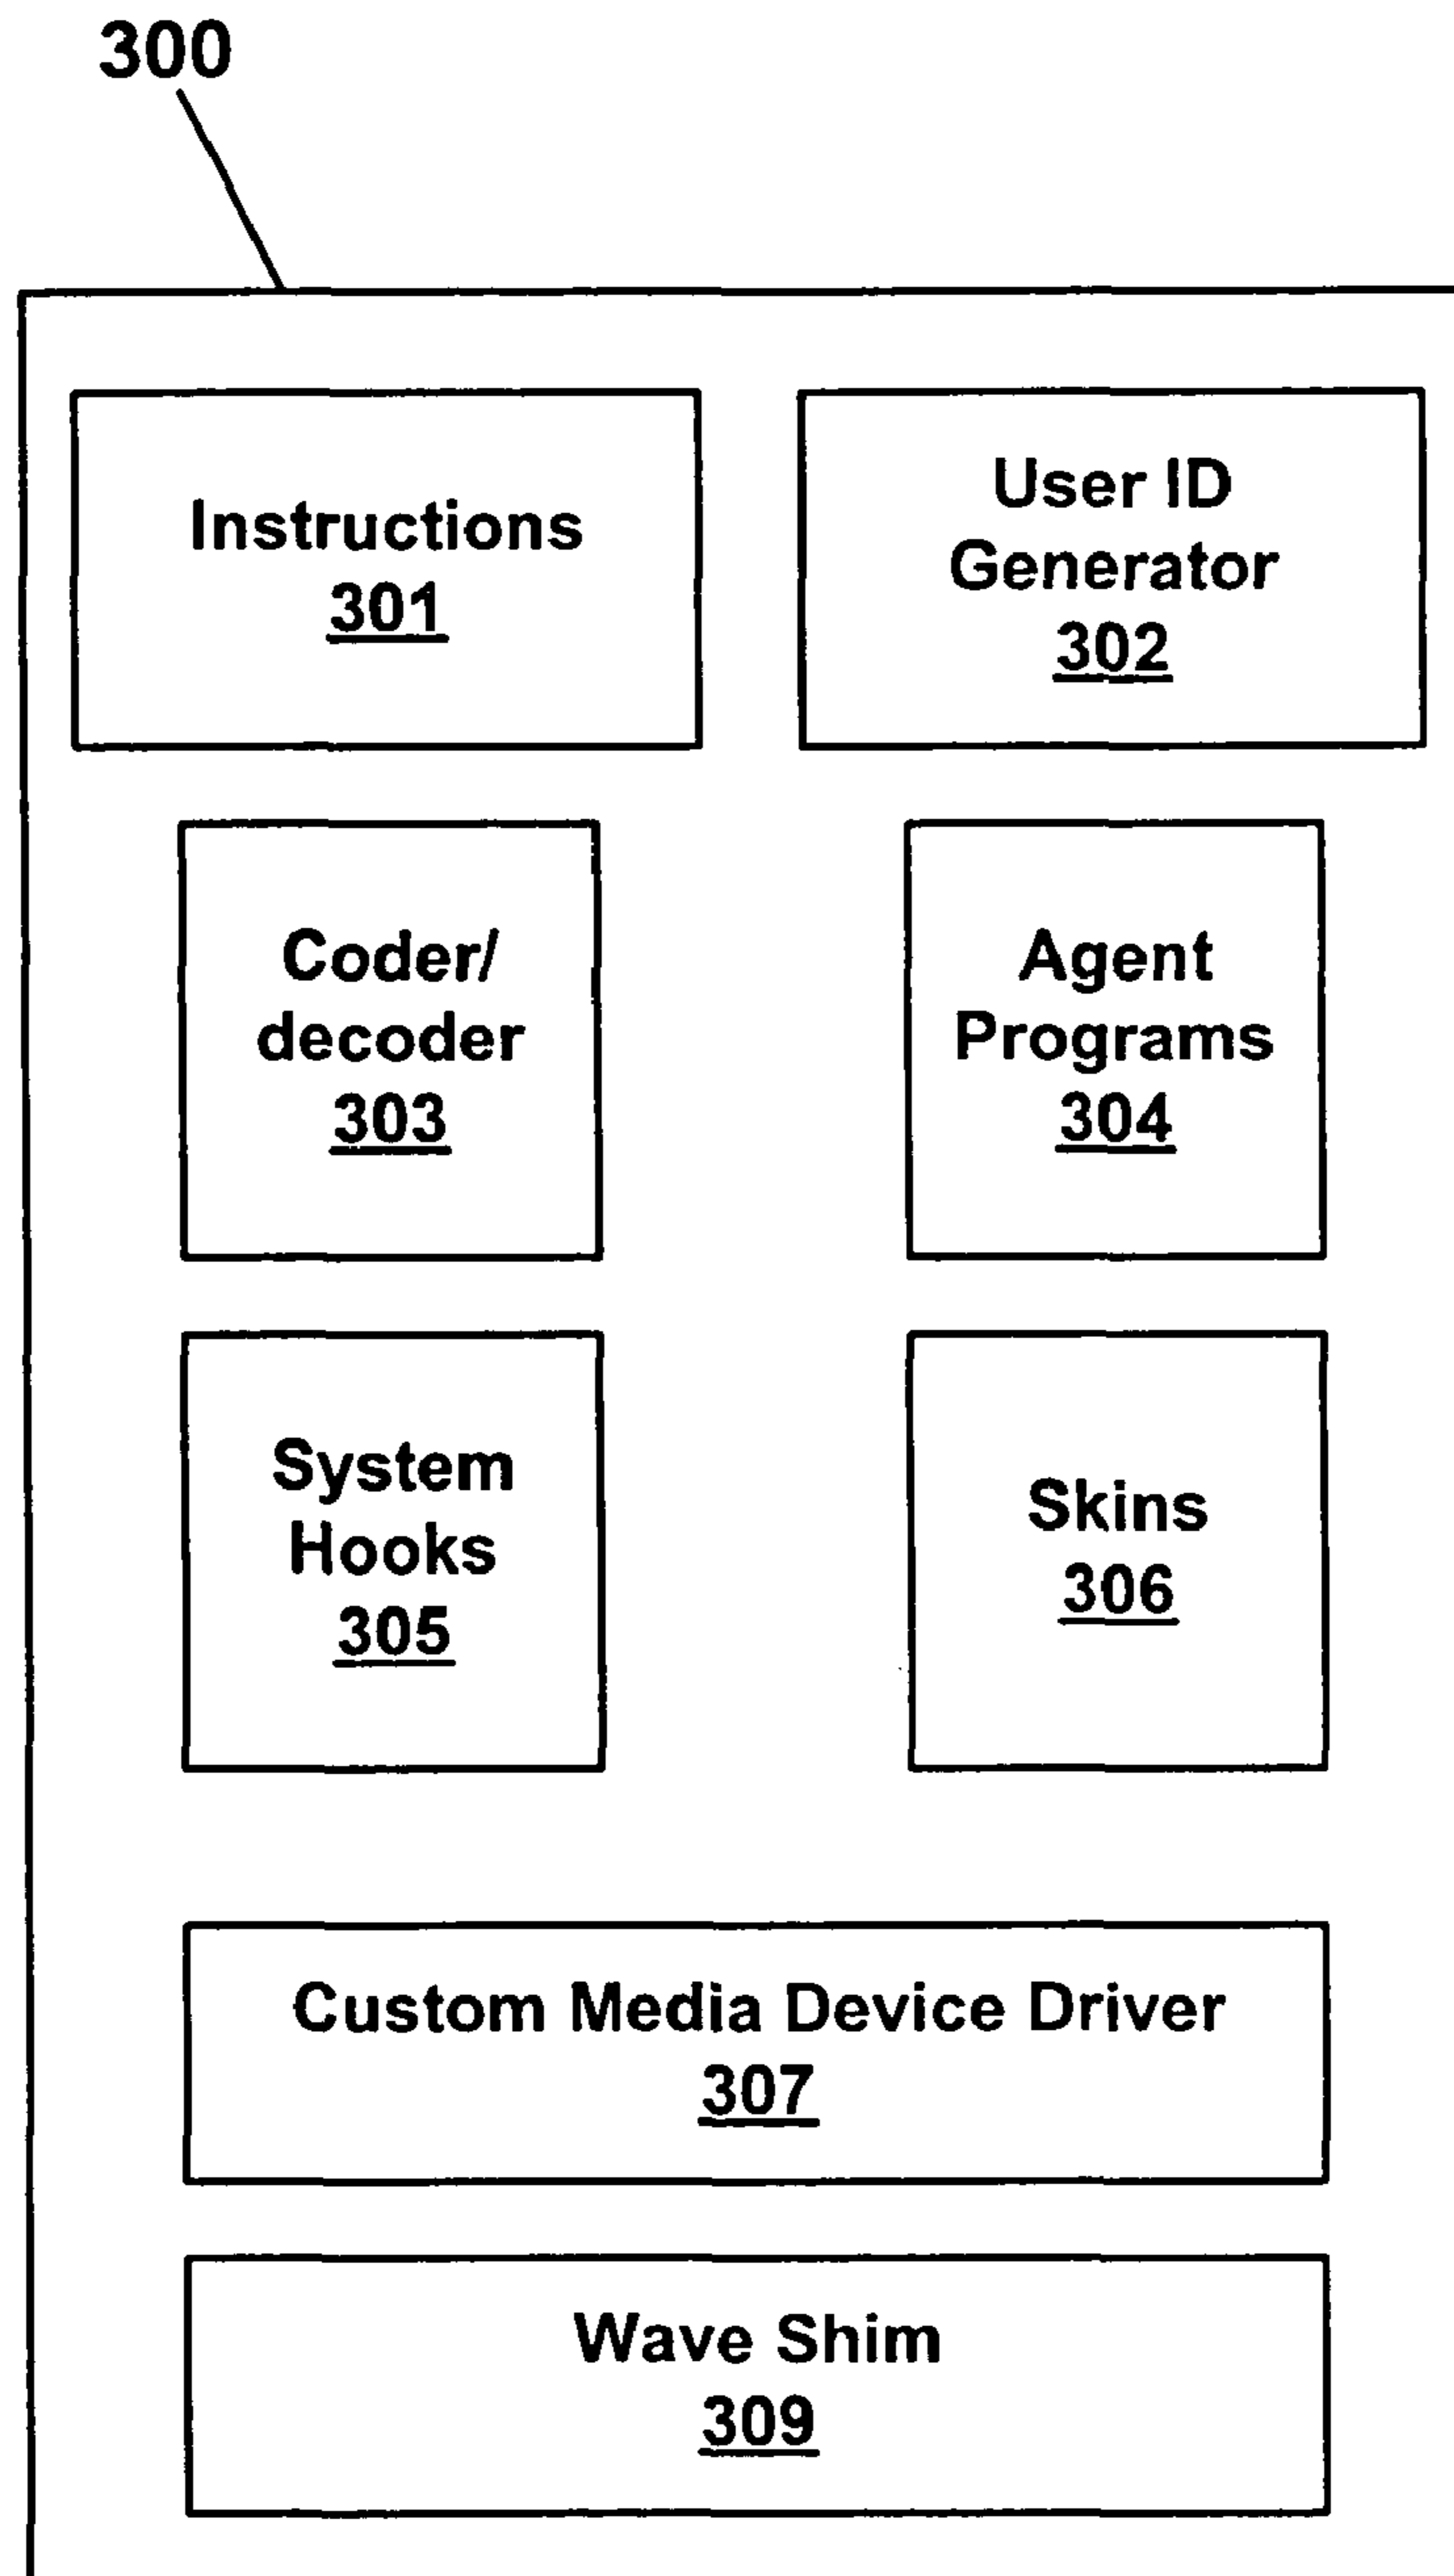 300
Instructions
301
User ID
Generator
302
Coder/
decoder
303
Agent
Programs
304
System
Hooks
305
Skins
306
Custom Media Device Driver
307
Wave Shim
309